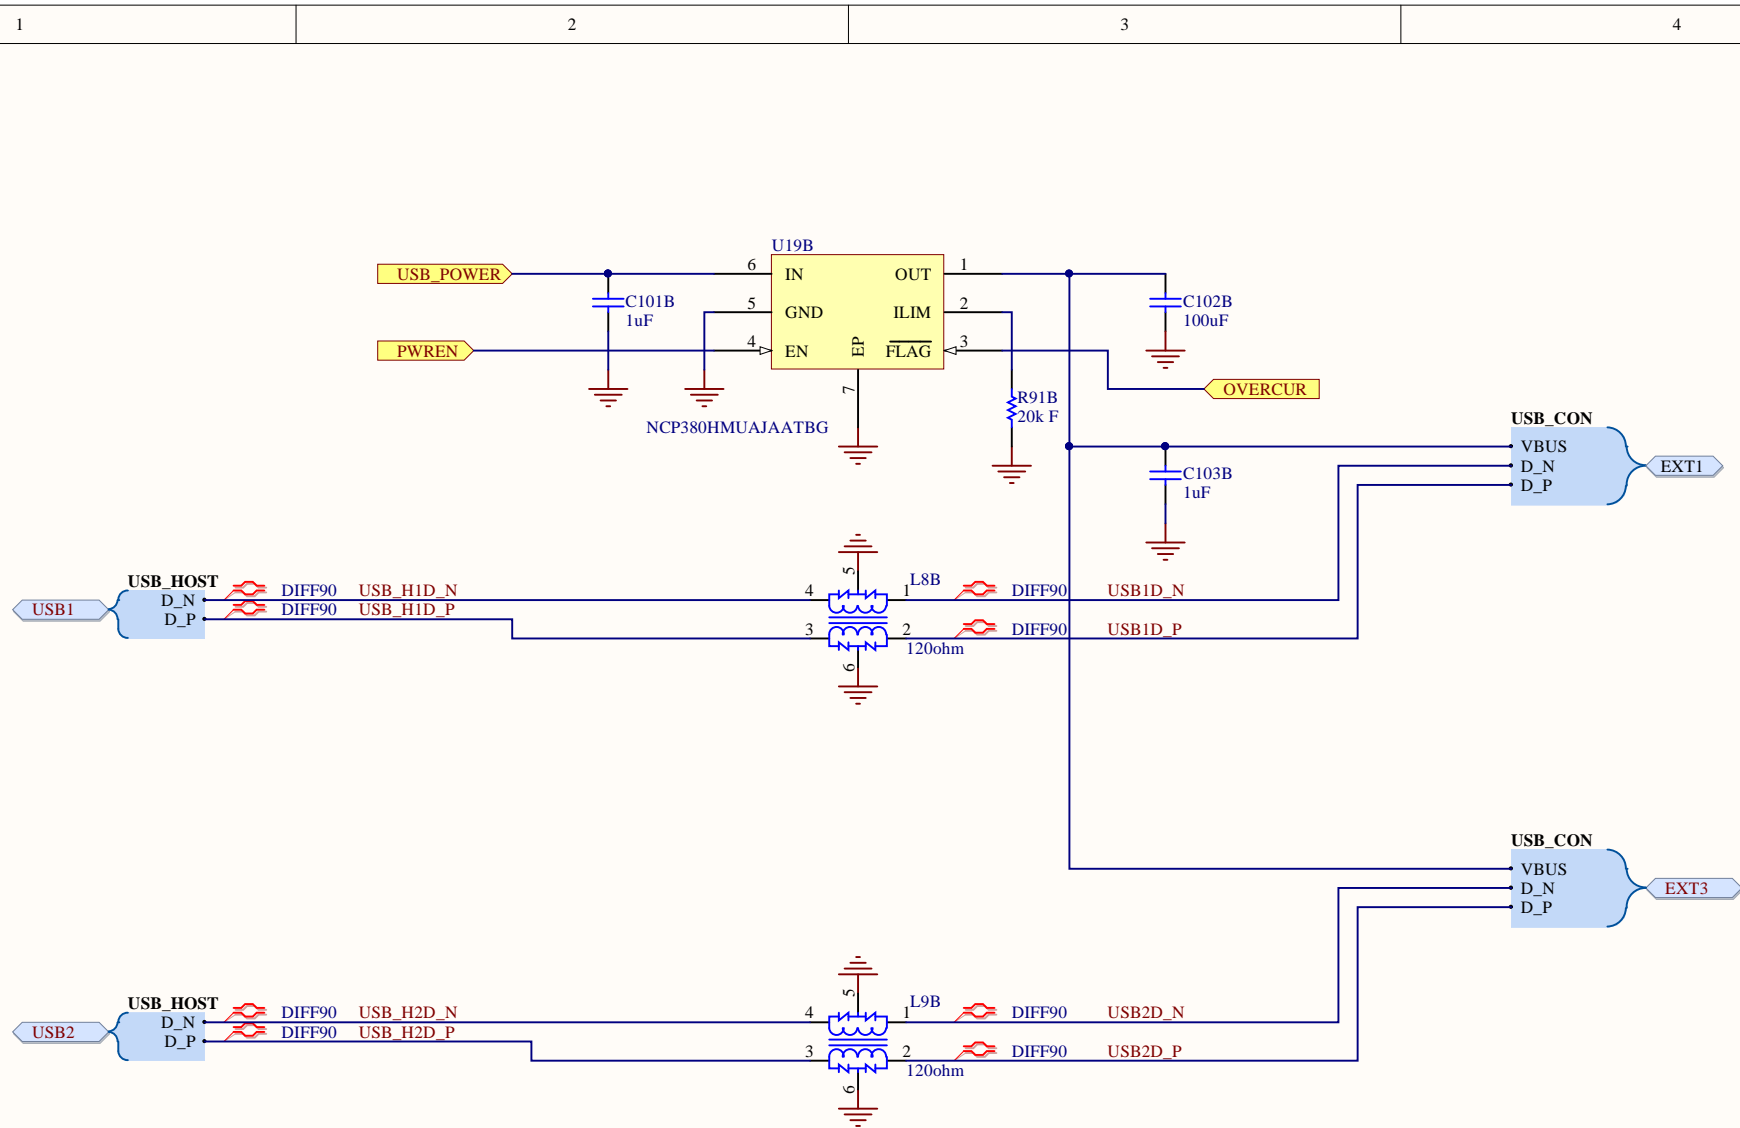 1 2 3 4
U19B
USB_POWER 6 IN OUT 1
C101B 1uF 5 GND ILIM 2 C102B 100uF
PWREN 4 EN EP FLAG 3
7 OVERCUR
R91B
20k F
NCP380HMUAJAATBG
USB_CON
VBUS
D_N EXT1
D_P
C103B
1uF
5
USB_HOST L8B
USB1 D_N DIFF90 USB_H1D_N 4 1 DIFF90 USB1D_N
D_P DIFF90 USB_H1D_P
3 2 DIFF90 USB1D_P
120ohm
6
USB_CON
VBUS
D_N EXT3
D_P
5
USB_HOST L9B
USB2 D_N DIFF90 USB_H2D_N 4 1 DIFF90 USB2D_N
D_P DIFF90 USB_H2D_P
3 2 DIFF90 USB2D_P
120ohm
6